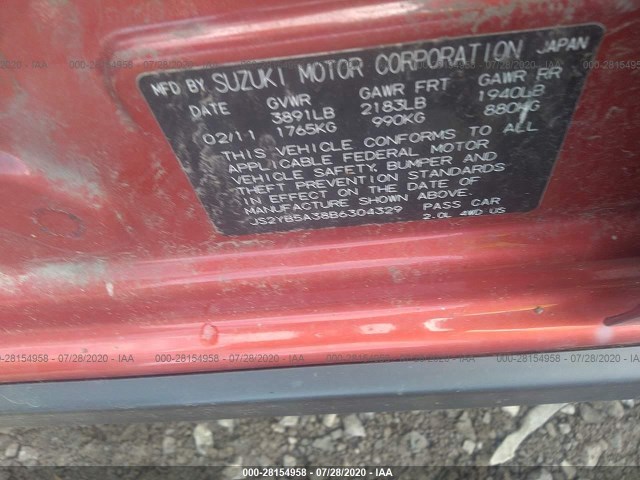 MFD BY SUZUKI MOTOR CORPORATION JAPAN
DATE GVWR GAWR FRT GAWR RR
3891LB 2183LB 1940LB
02/11 1765KG 990KG 880KG
THIS VEHICLE CONFORMS TO ALL
APPLICABLE FEDERAL MOTOR
VEHICLE SAFETY, BUMPER AND
THEFT PREVENTION STANDARDS
IN EFFECT ON THE DATE OF
MANUFACTURE SHOWN ABOVE.
JS2YB5A38B6304329 PASS CAR
2.0L 4WD US
000-28154958 - 07/28/2020 - IAA